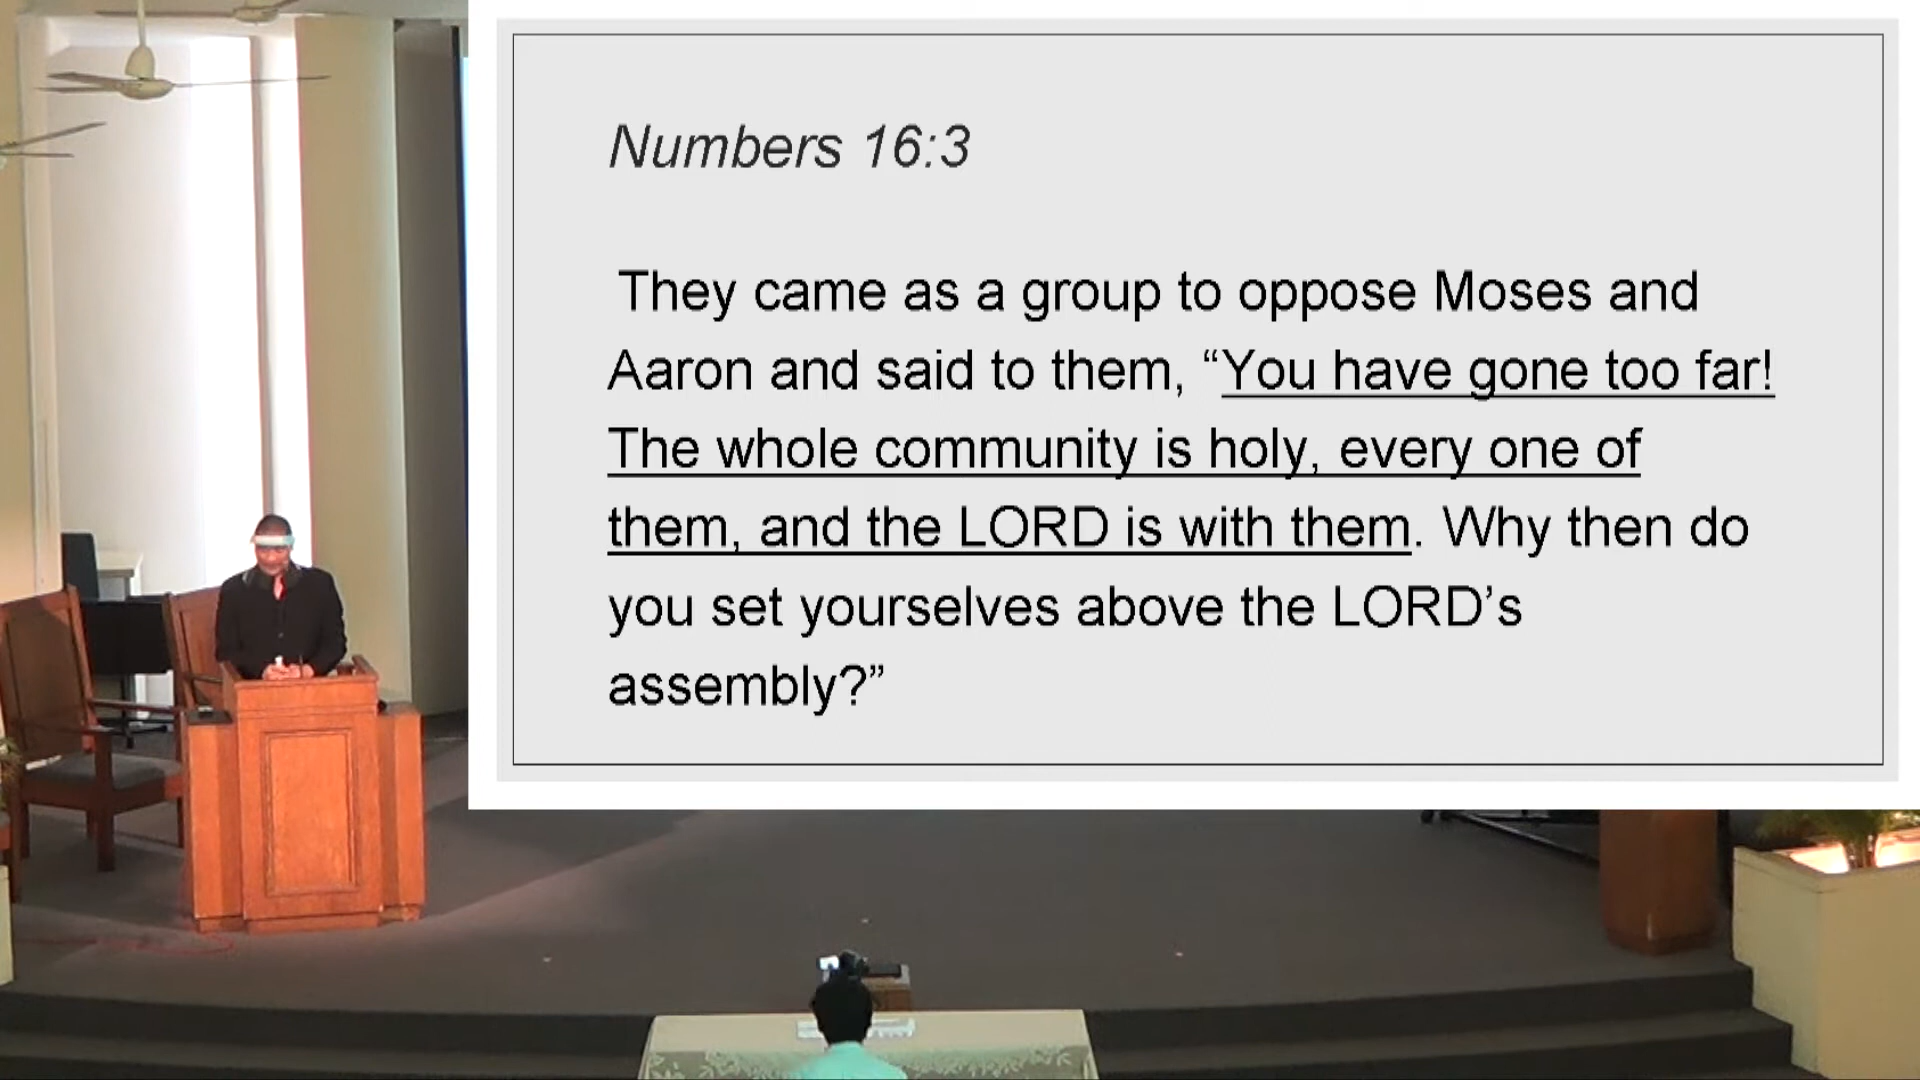 Numbers 16:3
They came as a group to oppose Moses and
Aaron and said to them, “You have gone too far!
The whole community is holy, every one of
them, and the LORD is with them. Why then do
you set yourselves above the LORD’s
assembly?”